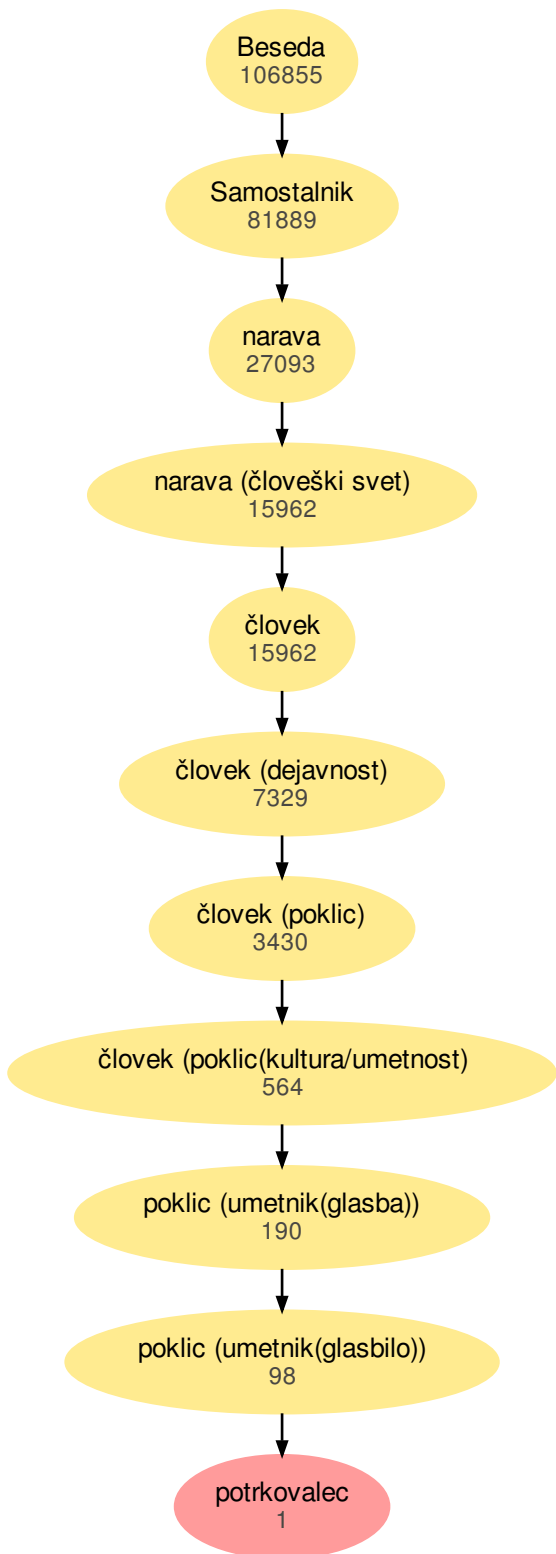 Beseda
106855
Samostalnik
81889
narava
27093
narava (človeški svet)
15962
človek
15962
človek (dejavnost)
7329
človek (poklic)
3430
človek (poklic(kultura/umetnost)
564
poklic (umetnik(glasba))
190
poklic (umetnik(glasbilo))
98
potrkovalec
1